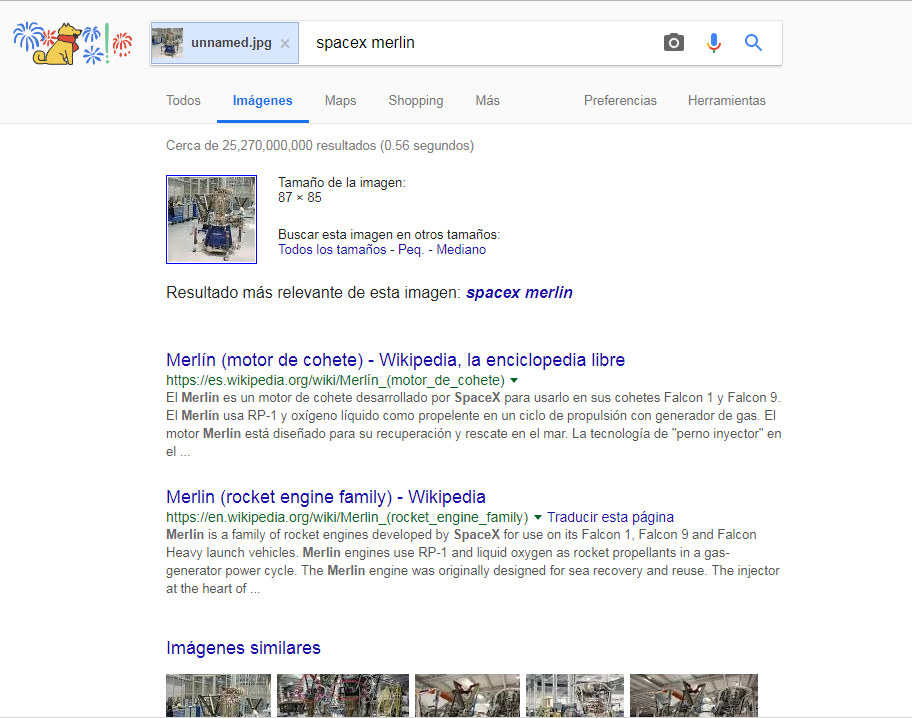 unnamed.jpg × spacex merlin
Todos Imágenes Maps Shopping Más Preferencias Herramientas
Cerca de 25,270,000,000 resultados (0.56 segundos)
Tamaño de la imagen:
87 × 85
Buscar esta imagen en otros tamaños:
Todos los tamaños - Peq. - Mediano
Resultado más relevante de esta imagen: spacex merlin
Merlín (motor de cohete) - Wikipedia, la enciclopedia libre
https://es.wikipedia.org/wiki/Merlín_(motor_de_cohete)
El Merlín es un motor de cohete desarrollado por SpaceX para usarlo en sus cohetes Falcon 1 y Falcon 9.
El Merlín usa RP-1 y oxígeno líquido como propelente en un ciclo de propulsión con generador de gas. El
motor Merlín está diseñado para su recuperación y rescate en el mar. La tecnología de "perno inyector" en
el ...
Merlin (rocket engine family) - Wikipedia
https://en.wikipedia.org/wiki/Merlin_(rocket_engine_family) Traducir esta página
Merlin is a family of rocket engines developed by SpaceX for use on its Falcon 1, Falcon 9 and Falcon
Heavy launch vehicles. Merlin engines use RP-1 and liquid oxygen as rocket propellants in a gas-
generator power cycle. The Merlin engine was originally designed for sea recovery and reuse. The injector
at the heart of ...
Imágenes similares